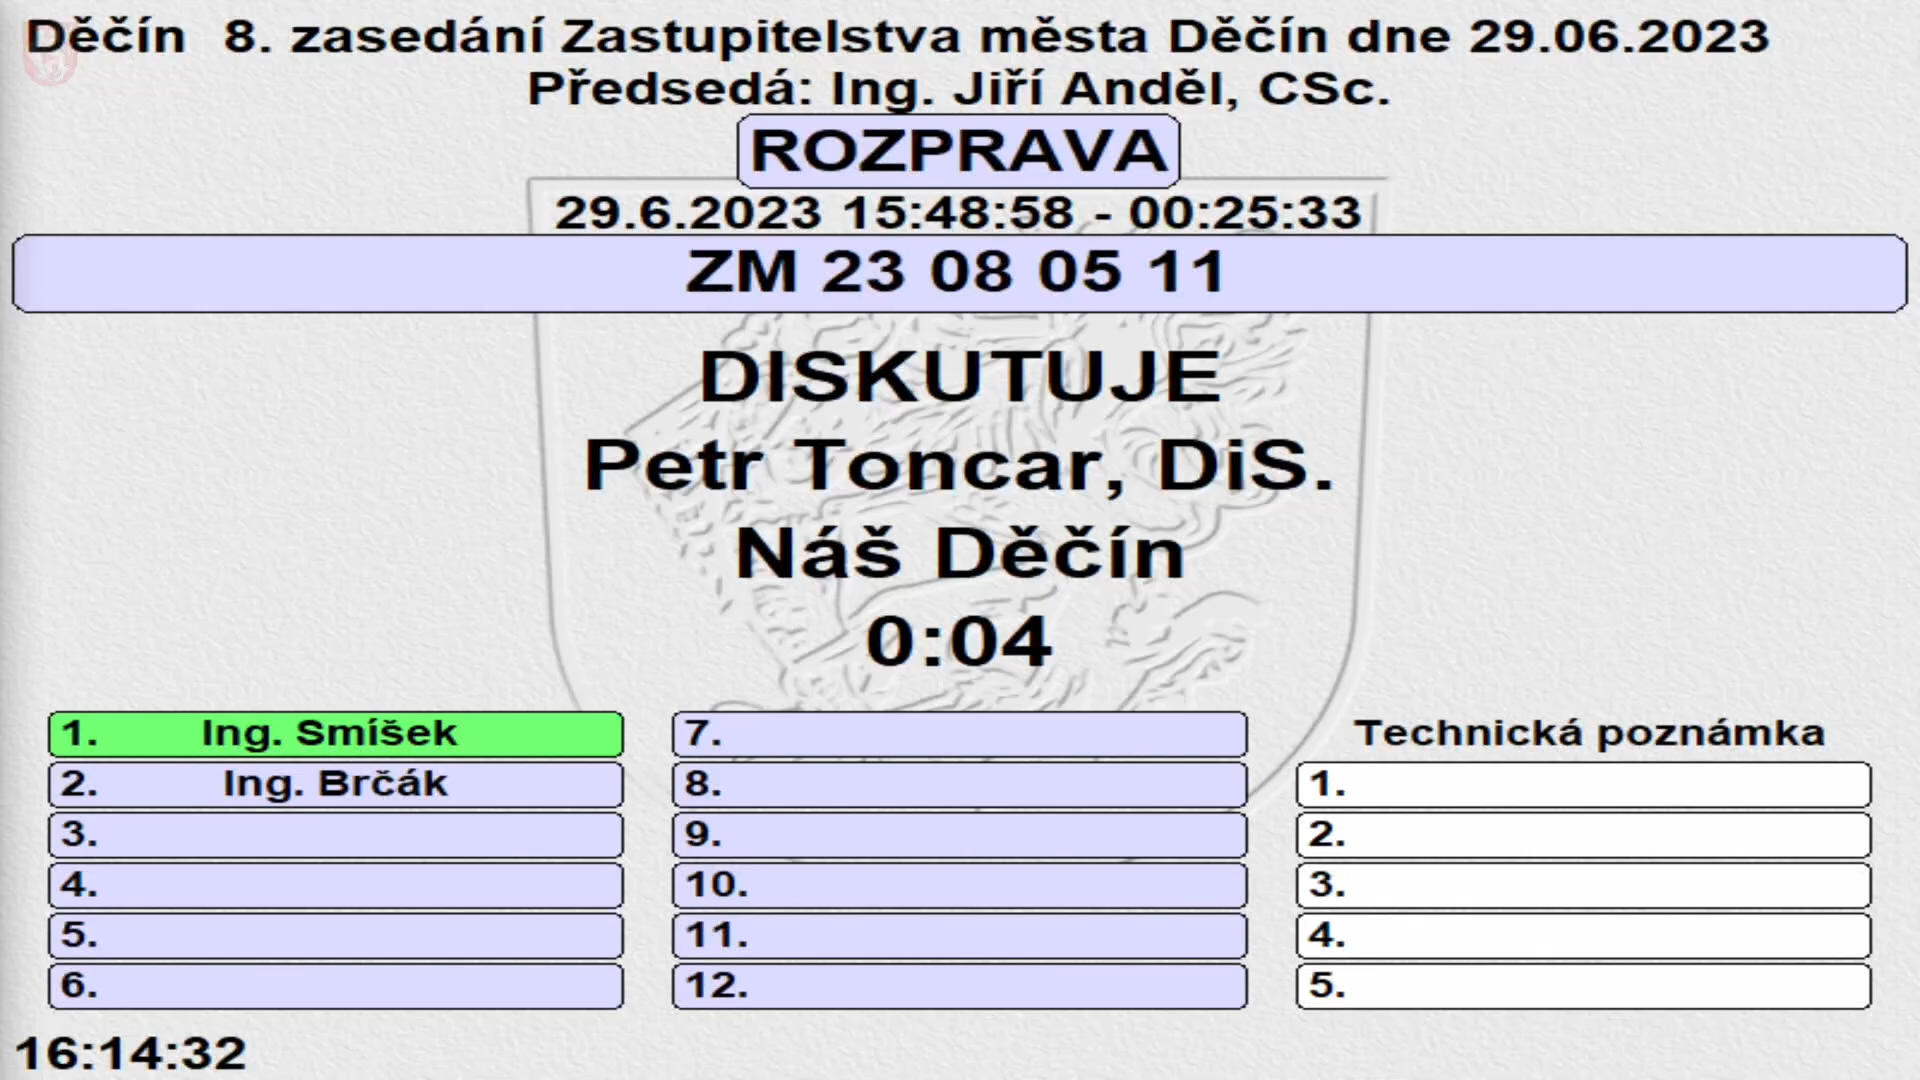 Děčín 8. zasedání Zastupitelstva města Děčín dne 29.06.2023
Předsedá: Ing. Jiří Anděl, CSc.
ROZPRAVA
29.6.2023 15:48:58 - 00:25:33
ZM 23 08 05 11
DISKUTUJE
Petr Toncar, DiS.
Náš Děčín
0:04
1. Ing. Smíšek
2. Ing. Brčák
3.
4.
5.
6.
7.
8.
9.
10.
11.
12.
Technická poznámka
1.
2.
3.
4.
5.
16:14:32